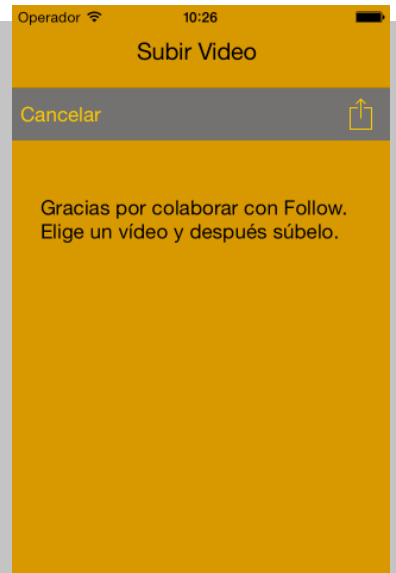 Operador 10:26
Subir Video
Cancelar
Gracias por colaborar con Follow.
Elige un vídeo y después súbelo.